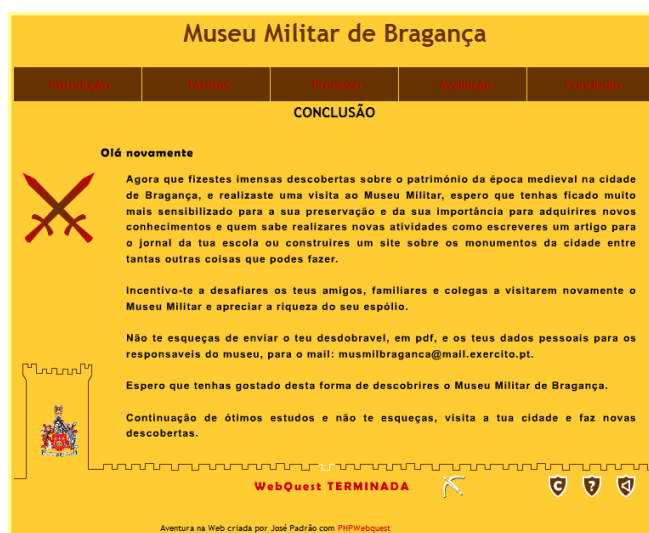 Museu Militar de Bragança
Introdução Tarefas Processo Avaliação Conclusão
CONCLUSÃO
Olá novamente
Agora que fizestes imensas descobertas sobre o património da época medieval na cidade
de Bragança, e realizaste uma visita ao Museu Militar, espero que tenhas ficado muito
mais sensibilizado para a sua preservação e da sua importância para adquirires novos
conhecimentos e quem sabe realizares novas atividades como escreveres um artigo para
o jornal da tua escola ou construires um site sobre os monumentos da cidade entre
tantas outras coisas que podes fazer.
Incentivo-te a desafiares os teus amigos, familiares e colegas a visitarem novamente o
Museu Militar e apreciar a riqueza do seu espólio.
Não te esqueças de enviar o teu desdobravel, em pdf, e os teus dados pessoais para os
responsaveis do museu, para o mail: musmilbraganca@mail.exercito.pt.
Espero que tenhas gostado desta forma de descobrires o Museu Militar de Bragança.
Continuação de ótimos estudos e não te esqueças, visita a tua cidade e faz novas
descobertas.
WebQuest TERMINADA
C ?
Aventura na Web criada por José Padrão com PHPWebquest